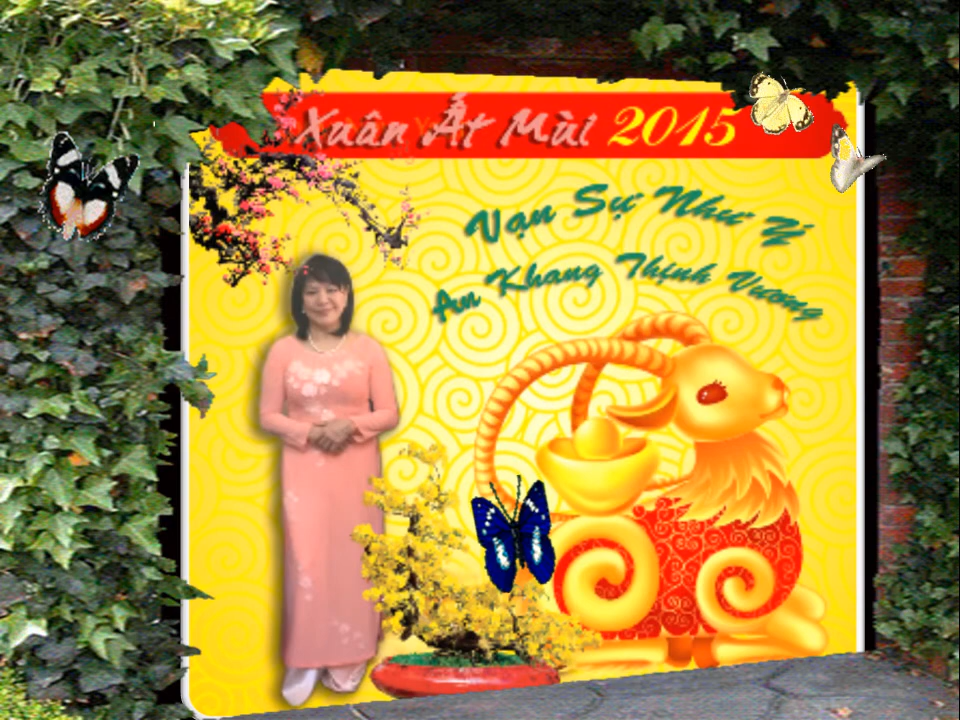 Xuân Ất Mùi 2015
Vạn Sự Như Ý
An Khang Thịnh Vượng